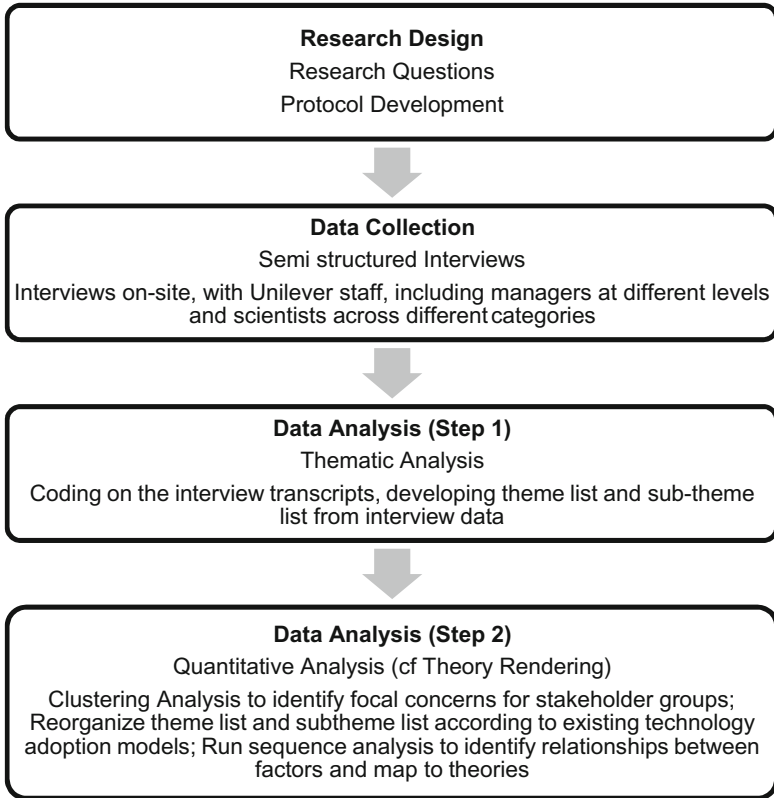 Research Design
Research Questions
Protocol Development
Data Collection
Semi structured Interviews
Interviews on-site, with Unilever staff, including managers at different levels
and scientists across different categories
Data Analysis (Step 1)
Thematic Analysis
Coding on the interview transcripts, developing theme list and sub-theme
list from interview data
Data Analysis (Step 2)
Quantitative Analysis (cf Theory Rendering)
Clustering Analysis to identify focal concerns for stakeholder groups;
Reorganize theme list and subtheme list according to existing technology
adoption models; Run sequence analysis to identify relationships between
factors and map to theories